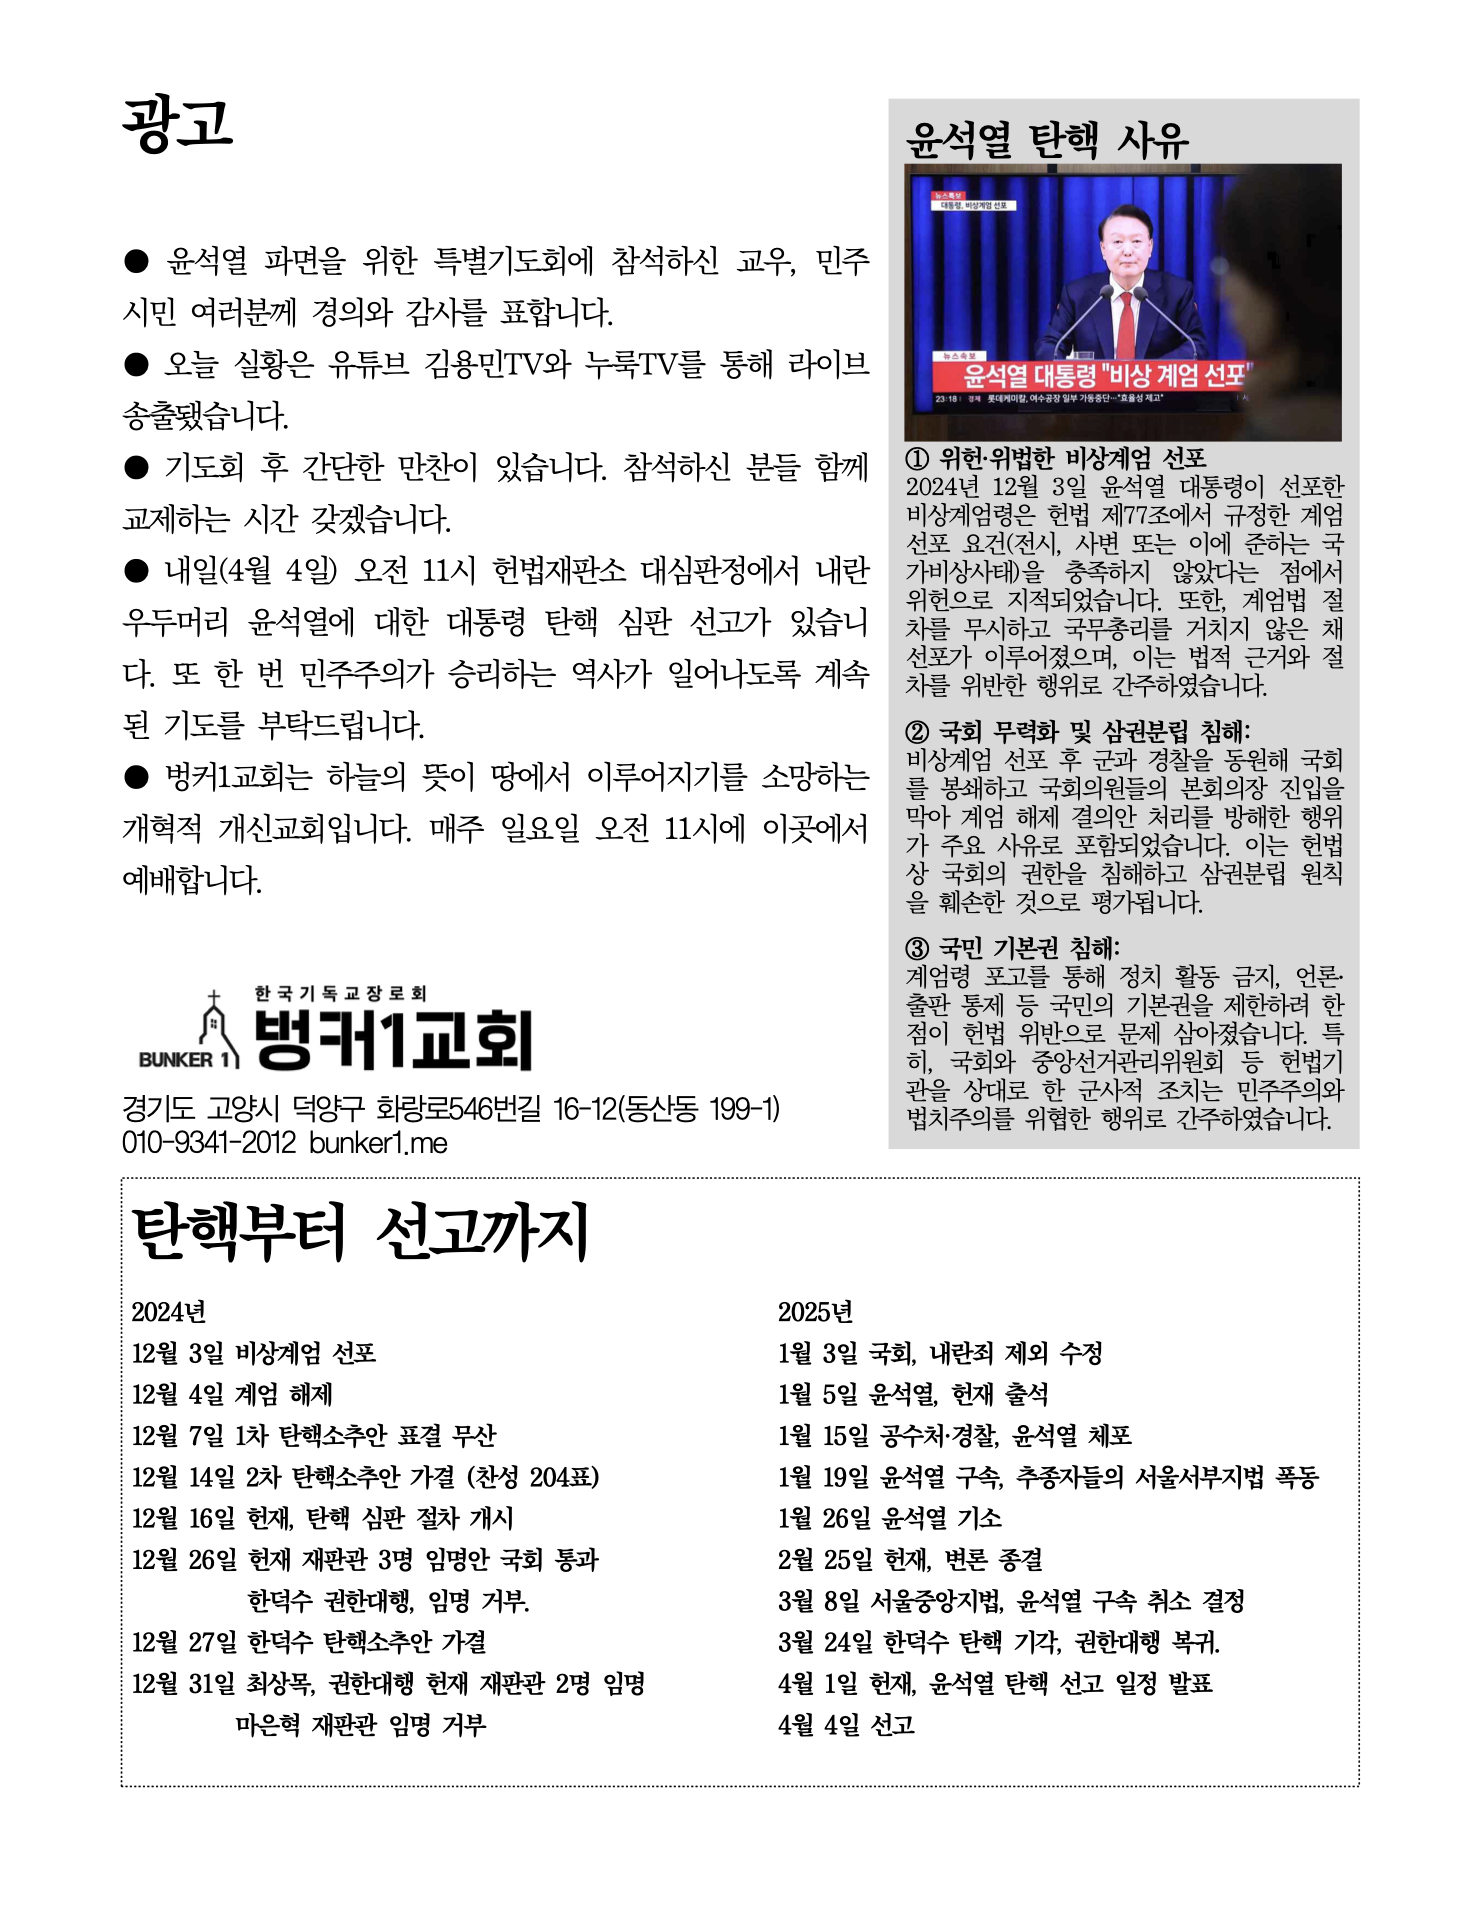 광고
● 윤석열 파면을 위한 특별기도회에 참석하신 교우, 민주
시민 여러분께 경의와 감사를 표합니다.
● 오늘 실황은 유튜브 김용민TV와 누룩TV를 통해 라이브
송출됐습니다.
● 기도회 후 간단한 만찬이 있습니다. 참석하신 분들 함께
교제하는 시간 갖겠습니다.
● 내일(4월 4일) 오전 11시 헌법재판소 대심판정에서 내란
우두머리 윤석열에 대한 대통령 탄핵 심판 선고가 있습니
다. 또 한 번 민주주의가 승리하는 역사가 일어나도록 계속
된 기도를 부탁드립니다.
● 벙커1교회는 하늘의 뜻이 땅에서 이루어지기를 소망하는
개혁적 개신교회입니다. 매주 일요일 오전 11시에 이곳에서
예배합니다.
한국기독교장로회
BUNKER 1 벙커1교회
경기도 고양시 덕양구 화랑로546번길 16-12(동산동 199-1)
010-9341-2012 bunker1.me
윤석열 탄핵 사유
뉴스특보
대통령, 비상계엄 선포
뉴스속보
윤석열 대통령 "비상 계엄 선포"
23:18 경제 롯데케미칼, 여수공장 일부 가동중단…"효율성 제고"
① 위헌·위법한 비상계엄 선포
2024년 12월 3일 윤석열 대통령이 선포한
비상계엄령은 헌법 제77조에서 규정한 계엄
선포 요건(전시, 사변 또는 이에 준하는 국
가비상사태)을 충족하지 않았다는 점에서
위헌으로 지적되었습니다. 또한, 계엄법 절
차를 무시하고 국무총리를 거치지 않은 채
선포가 이루어졌으며, 이는 법적 근거와 절
차를 위반한 행위로 간주하였습니다.
② 국회 무력화 및 삼권분립 침해:
비상계엄 선포 후 군과 경찰을 동원해 국회
를 봉쇄하고 국회의원들의 본회의장 진입을
막아 계엄 해제 결의안 처리를 방해한 행위
가 주요 사유로 포함되었습니다. 이는 헌법
상 국회의 권한을 침해하고 삼권분립 원칙
을 훼손한 것으로 평가됩니다.
③ 국민 기본권 침해:
계엄령 포고를 통해 정치 활동 금지, 언론·
출판 통제 등 국민의 기본권을 제한하려 한
점이 헌법 위반으로 문제 삼아졌습니다. 특
히, 국회와 중앙선거관리위원회 등 헌법기
관을 상대로 한 군사적 조치는 민주주의와
법치주의를 위협한 행위로 간주하였습니다.
탄핵부터 선고까지
2024년
12월 3일 비상계엄 선포
12월 4일 계엄 해제
12월 7일 1차 탄핵소추안 표결 무산
12월 14일 2차 탄핵소추안 가결 (찬성 204표)
12월 16일 헌재, 탄핵 심판 절차 개시
12월 26일 헌재 재판관 3명 임명안 국회 통과
한덕수 권한대행, 임명 거부.
12월 27일 한덕수 탄핵소추안 가결
12월 31일 최상목, 권한대행 헌재 재판관 2명 임명
마은혁 재판관 임명 거부
2025년
1월 3일 국회, 내란죄 제외 수정
1월 5일 윤석열, 헌재 출석
1월 15일 공수처·경찰, 윤석열 체포
1월 19일 윤석열 구속, 추종자들의 서울서부지법 폭동
1월 26일 윤석열 기소
2월 25일 헌재, 변론 종결
3월 8일 서울중앙지법, 윤석열 구속 취소 결정
3월 24일 한덕수 탄핵 기각, 권한대행 복귀.
4월 1일 헌재, 윤석열 탄핵 선고 일정 발표
4월 4일 선고